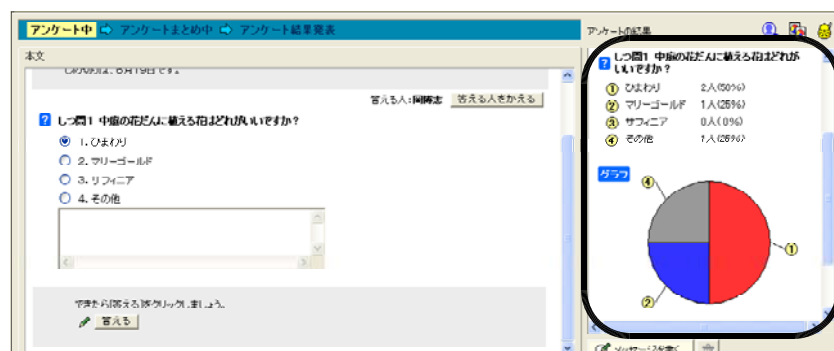 アンケート中 アンケートまとめ中 アンケート結果発表
本文
答える人: 答える人をかえる
? しつ問1 中庭の花だんに植える花はどれがいいですか?
1. ひまわり
2. マリーゴールド
3. サフィニア
4. その他
できたら[答える]をクリックしましょう。
答える
アンケートの結果
? しつ問1 中庭の花だんに植える花はどれが
いいですか?
① ひまわり 2人(50%)
② マリーゴールド 1人(25%)
③ サフィニア 0人(0%)
④ その他 1人(25%)
グラフ
④
①
②